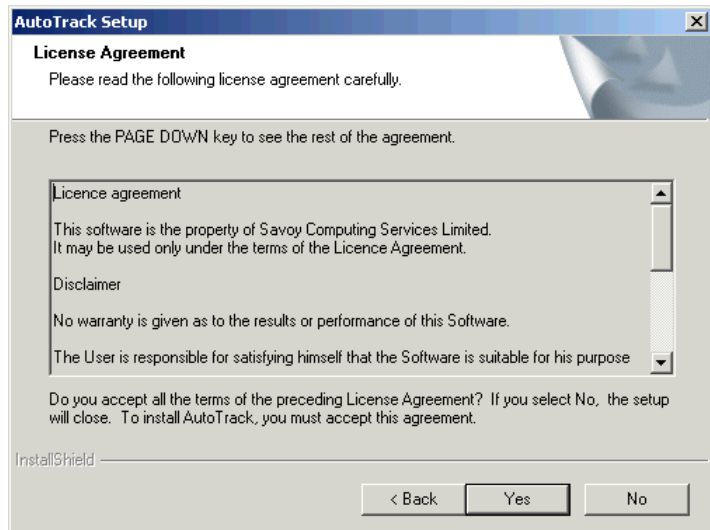 AutoTrack Setup
License Agreement
Please read the following license agreement carefully.
Press the PAGE DOWN key to see the rest of the agreement.
Licence agreement
This software is the property of Savoy Computing Services Limited.
It may be used only under the terms of the Licence Agreement.
Disclaimer
No warranty is given as to the results or performance of this Software.
The User is responsible for satisfying himself that the Software is suitable for his purpose
Do you accept all the terms of the preceding License Agreement? If you select No, the setup
will close. To install AutoTrack, you must accept this agreement.
InstallShield
< Back Yes No